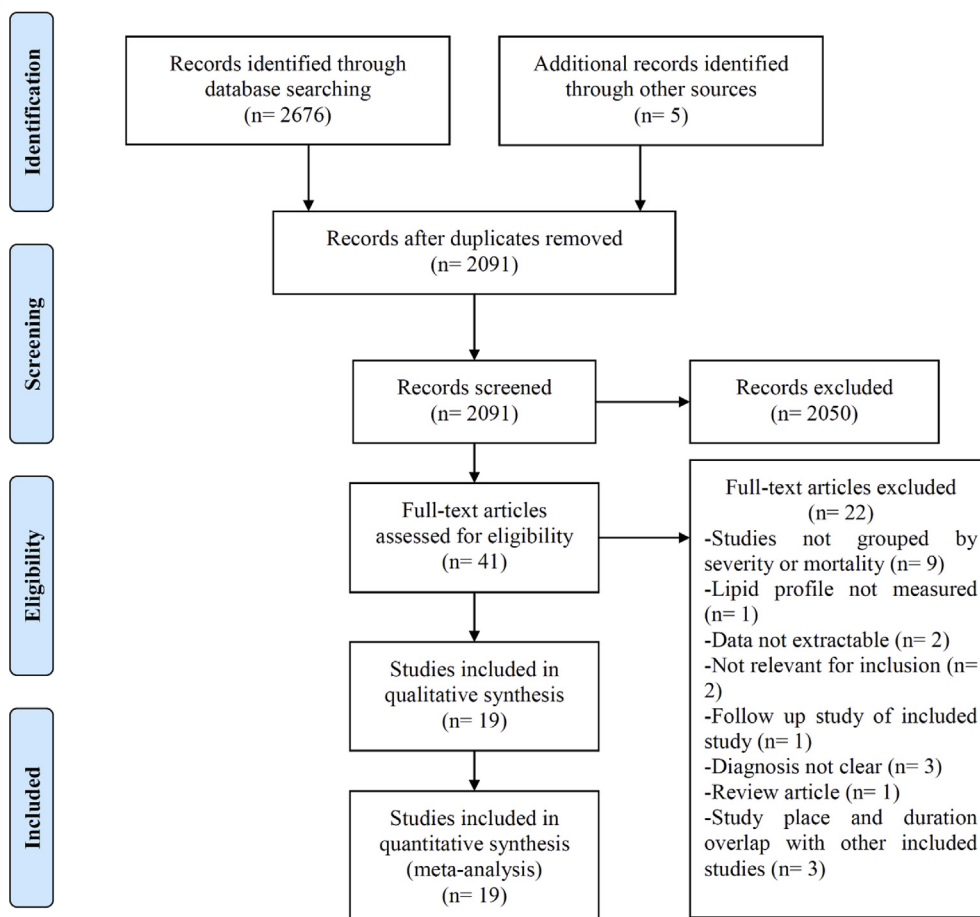 Identification
Records identified through
database searching
(n= 2676)
Additional records identified
through other sources
(n= 5)
Records after duplicates removed
(n= 2091)
Screening
Records screened
(n= 2091)
Records excluded
(n= 2050)
Eligibility
Full-text articles
assessed for eligibility
(n= 41)
Full-text articles excluded
(n= 22)
-Studies not grouped by
severity or mortality (n= 9)
-Lipid profile not measured
(n= 1)
-Data not extractable (n= 2)
-Not relevant for inclusion (n=
2)
-Follow up study of included
study (n= 1)
-Diagnosis not clear (n= 3)
-Review article (n= 1)
-Study place and duration
overlap with other included
studies (n= 3)
Studies included in
qualitative synthesis
(n= 19)
Included
Studies included in
quantitative synthesis
(meta-analysis)
(n= 19)